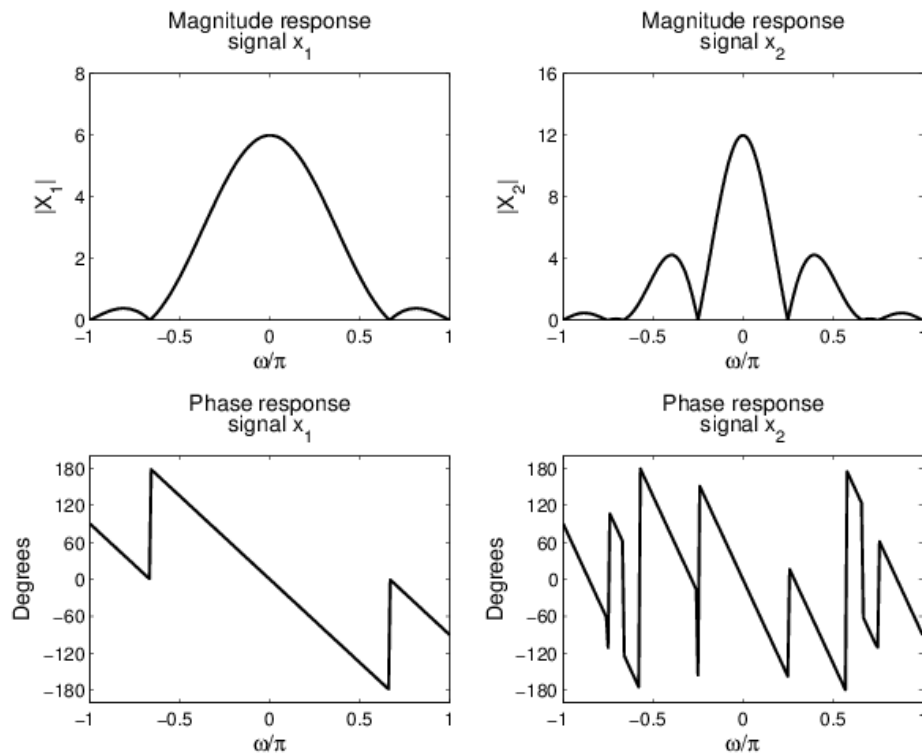 Magnitude response
signal x₁
8
6
4
2
0
-1 -0.5 0 0.5 1
|X₁|
ω/π
Magnitude response
signal x₂
16
12
8
4
0
-1 -0.5 0 0.5 1
|X₂|
ω/π
Phase response
signal x₁
180
120
60
0
-60
-120
-180
-1 -0.5 0 0.5 1
Degrees
ω/π
Phase response
signal x₂
180
120
60
0
-60
-120
-180
-1 -0.5 0 0.5 1
Degrees
ω/π